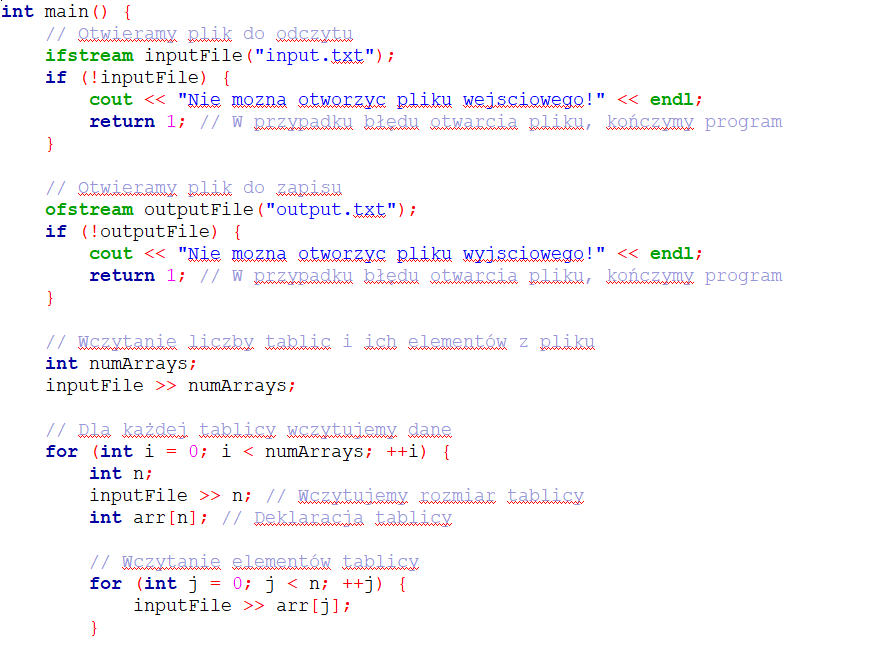 int main() {
// Otwieramy plik do odczytu
ifstream inputFile("input.txt");
if (!inputFile) {
cout << "Nie mozna otworzyc pliku wejsciowego!" << endl;
return 1; // W przypadku błędu otwarcia pliku, kończymy program
}
// Otwieramy plik do zapisu
ofstream outputFile("output.txt");
if (!outputFile) {
cout << "Nie mozna otworzyc pliku wyjsciowego!" << endl;
return 1; // W przypadku błędu otwarcia pliku, kończymy program
}
// Wczytanie liczby tablic i ich elementów z pliku
int numArrays;
inputFile >> numArrays;
// Dla każdej tablicy wczytujemy dane
for (int i = 0; i < numArrays; ++i) {
int n;
inputFile >> n; // Wczytujemy rozmiar tablicy
int arr[n]; // Deklaracja tablicy
// Wczytanie elementów tablicy
for (int j = 0; j < n; ++j) {
inputFile >> arr[j];
}